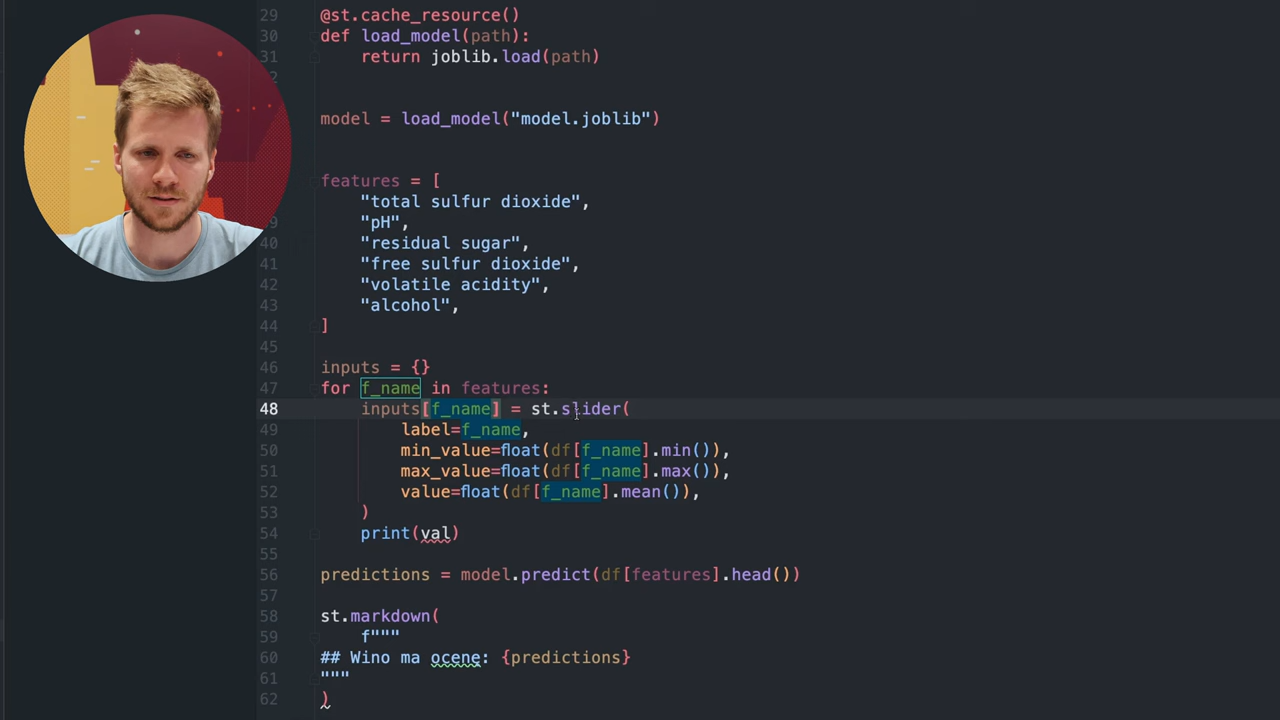 29 @st.cache_resource()
30 def load_model(path):
31 return joblib.load(path)
2
model = load_model("model.joblib")
features = [
"total sulfur dioxide",
39 "pH",
40 "residual sugar",
41 "free sulfur dioxide",
42 "volatile acidity",
43 "alcohol",
44 ]
45
46 inputs = {}
47 for f_name in features:
48 inputs[f_name] = st.slider(
49 label=f_name,
50 min_value=float(df[f_name].min()),
51 max_value=float(df[f_name].max()),
52 value=float(df[f_name].mean()),
53 )
54 print(val)
55
56 predictions = model.predict(df[features].head())
57
58 st.markdown(
59 f"""
60 ## Wino ma ocene: {predictions}
61 """
62 )